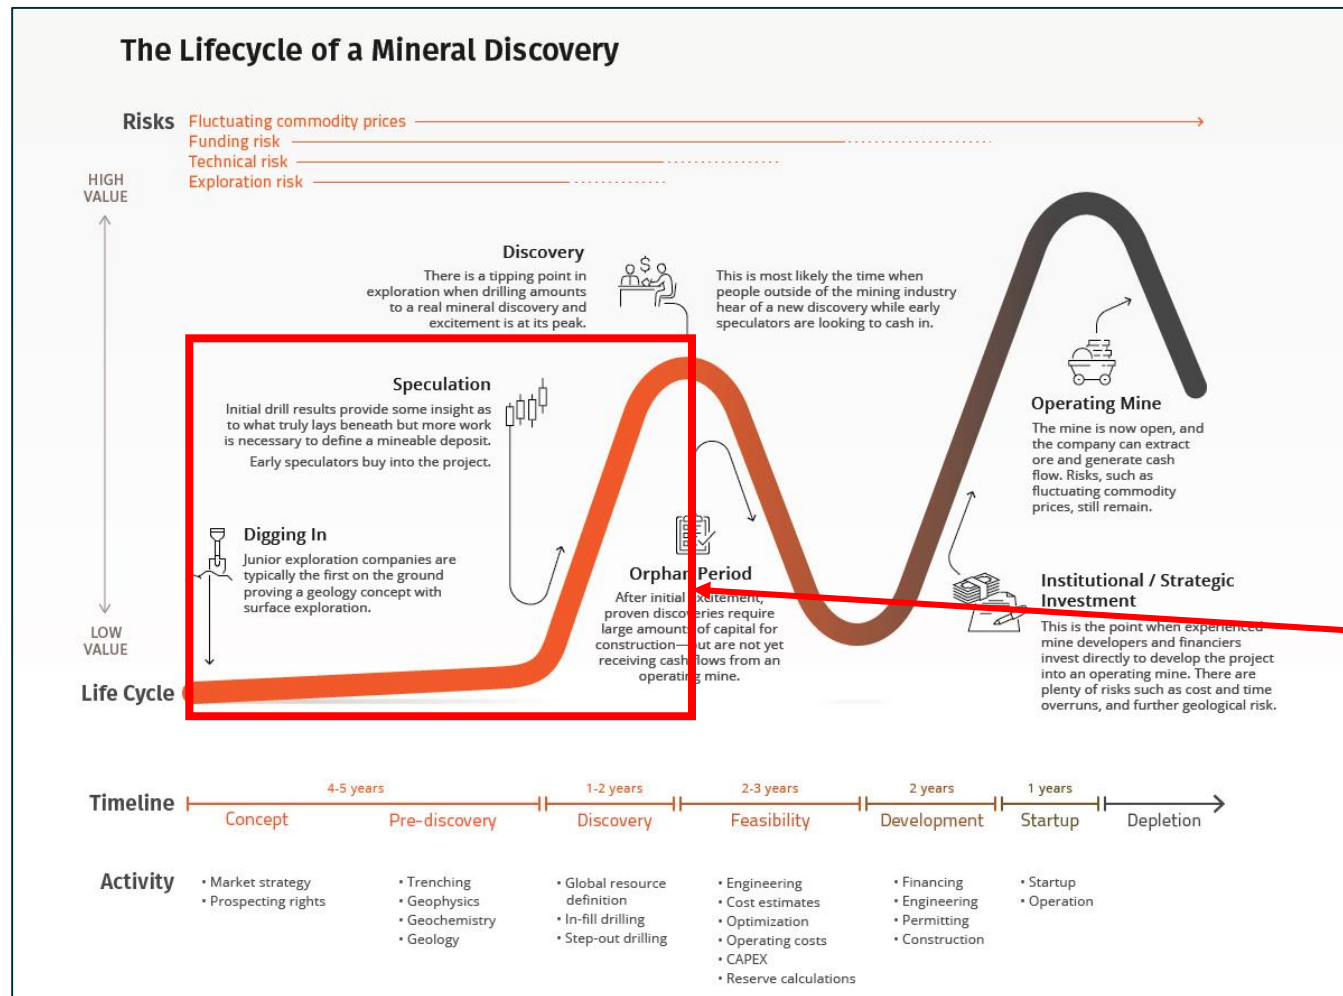 The Lifecycle of a Mineral Discovery
Risks
Fluctuating commodity prices
Funding risk
Technical risk
Exploration risk
HIGH
VALUE
LOW
VALUE
Life Cycle
Digging In
Junior exploration companies are
typically the first on the ground
proving a geology concept with
surface exploration.
Speculation
Initial drill results provide some insight as
to what truly lays beneath but more work
is necessary to define a mineable deposit.
Early speculators buy into the project.
Discovery
There is a tipping point in
exploration when drilling amounts
to a real mineral discovery and
excitement is at its peak.
$
This is most likely the time when
people outside of the mining industry
hear of a new discovery while early
speculators are looking to cash in.
Orphan Period
After initial excitement,
proven discoveries require
large amounts of capital for
construction—but are not yet
receiving cash flows from an
operating mine.
Institutional / Strategic
Investment
This is the point when experienced
mine developers and financiers
invest directly to develop the project
into an operating mine. There are
plenty of risks such as cost and time
overruns, and further geological risk.
Operating Mine
The mine is now open, and
the company can extract
ore and generate cash
flow. Risks, such as
fluctuating commodity
prices, still remain.
Timeline
4-5 years
1-2 years
2-3 years
2 years
1 years
Concept
Pre-discovery
Discovery
Feasibility
Development
Startup
Depletion
Activity
• Market strategy
• Prospecting rights
• Trenching
• Geophysics
• Geochemistry
• Geology
• Global resource
definition
• In-fill drilling
• Step-out drilling
• Engineering
• Cost estimates
• Optimization
• Operating costs
• CAPEX
• Reserve calculations
• Financing
• Engineering
• Permitting
• Construction
• Startup
• Operation